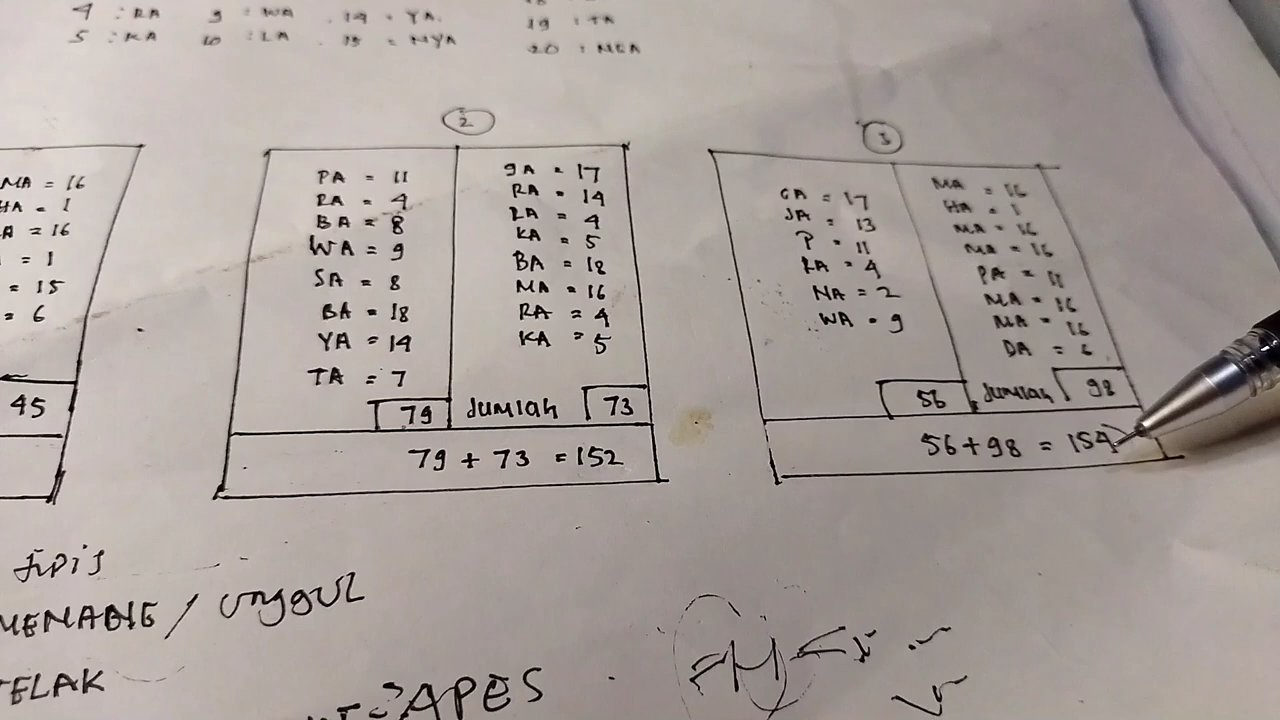 4 : RA 9 : WA 14 = YA. 19 : TA
5 : KA 10 : LA 15 = NYA 20 : NGA
2
3
MA = 16
HA = 1
A = 16
= 1
= 15
= 6
45
PA = 11
RA = 4
BA = 8
WA = 9
SA = 8
BA = 18
YA = 14
TA = 7
79
GA = 17
RA = 14
RA = 4
KA = 5
BA = 18
MA = 16
RA = 4
KA = 5
Jumlah 73
79 + 73 = 152
GA = 17
JA = 13
P = 11
RA = 4
NA = 2
WA = 9
56
MA = 16
HA = 1
MA = 16
MA = 16
PA = 11
MA = 16
MA = 16
DA = 6
Jumlah 98
56 + 98 = 154
TIPIS
MENANG / UNGGUL
TELAK
APES